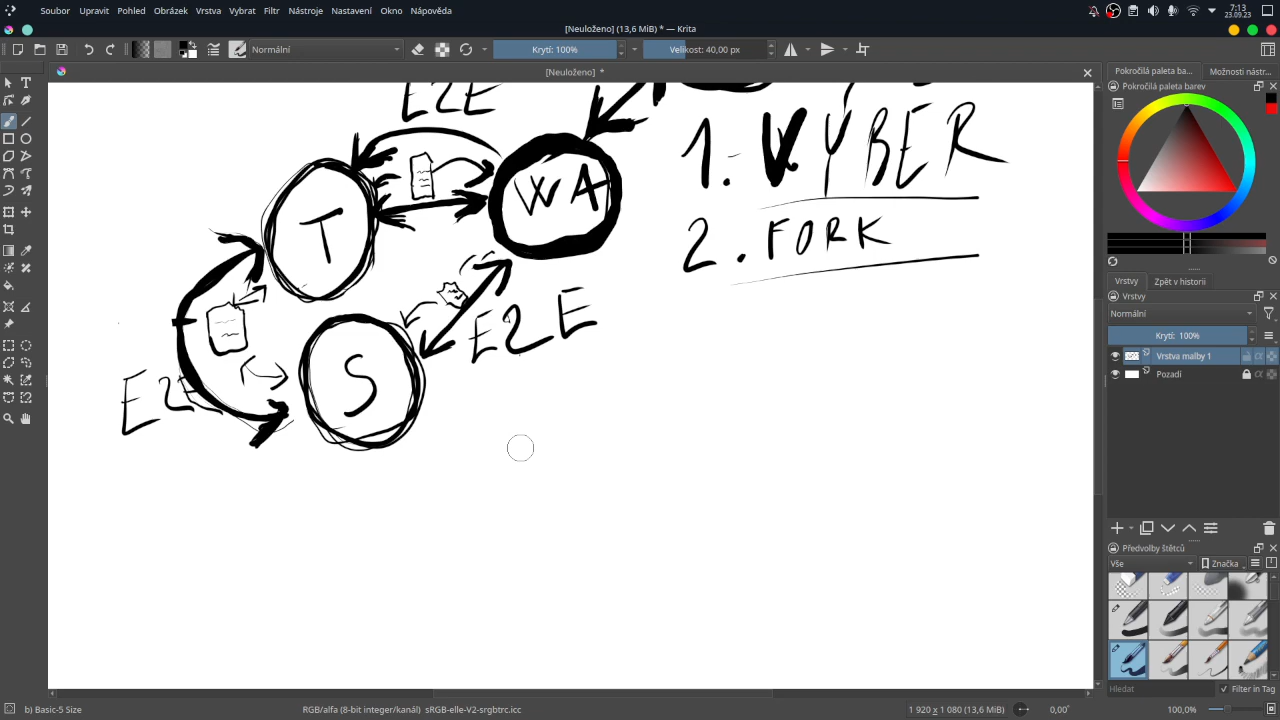 Soubor Upravit Pohled Obrázek Vrstva Vybrat Filtr Nástroje Nastavení Okno Nápověda
7:13
23.09.23
[Neuloženo] (13,6 MiB) * — Krita
Normální
Krytí: 100%
Velikost: 40,00 px
[Neuloženo] *
Pokročilá paleta ba...
Možnosti nástr...
Pokročilá paleta barev
E2E
1. VÝBER
WA
T
2. FORK
E2E
S
E2E
Vrstvy
Zpět v historii
Vrstvy
Normální
Krytí: 100%
Vrstva malby 1
Pozadí
Předvolby štětců
Vše
Značka
Hledat
Filter in Tag
b) Basic-5 Size
RGB/alfa (8-bit integer/kanál) sRGB-elle-V2-srgbtrc.icc
1 920 x 1 080 (13,6 MiB)
0,00°
100,0%